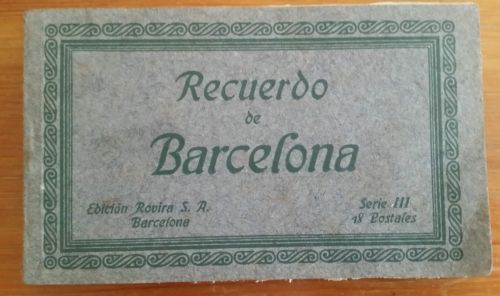 Recuerdo
de
Barcelona
Edición Rovira S. A.
Barcelona
Serie III
18 Postales